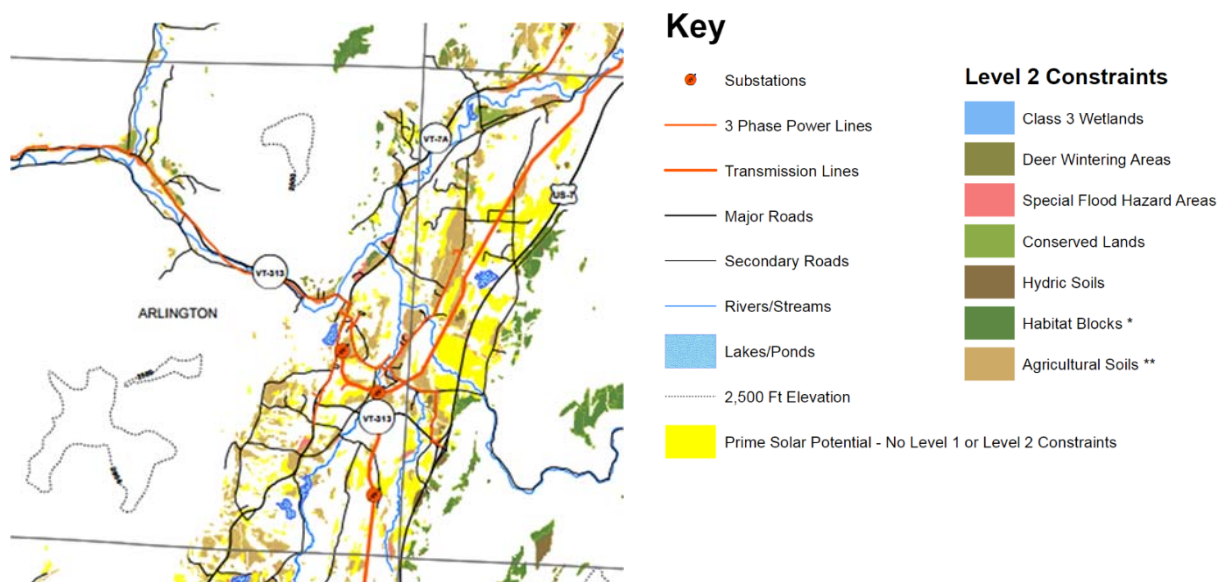 VT-7A
2500
US-7
VT-313
ARLINGTON
2500
VT-313
2500
Key
Substations
3 Phase Power Lines
Transmission Lines
Major Roads
Secondary Roads
Rivers/Streams
Lakes/Ponds
2,500 Ft Elevation
Prime Solar Potential - No Level 1 or Level 2 Constraints
Level 2 Constraints
Class 3 Wetlands
Deer Wintering Areas
Special Flood Hazard Areas
Conserved Lands
Hydric Soils
Habitat Blocks *
Agricultural Soils **